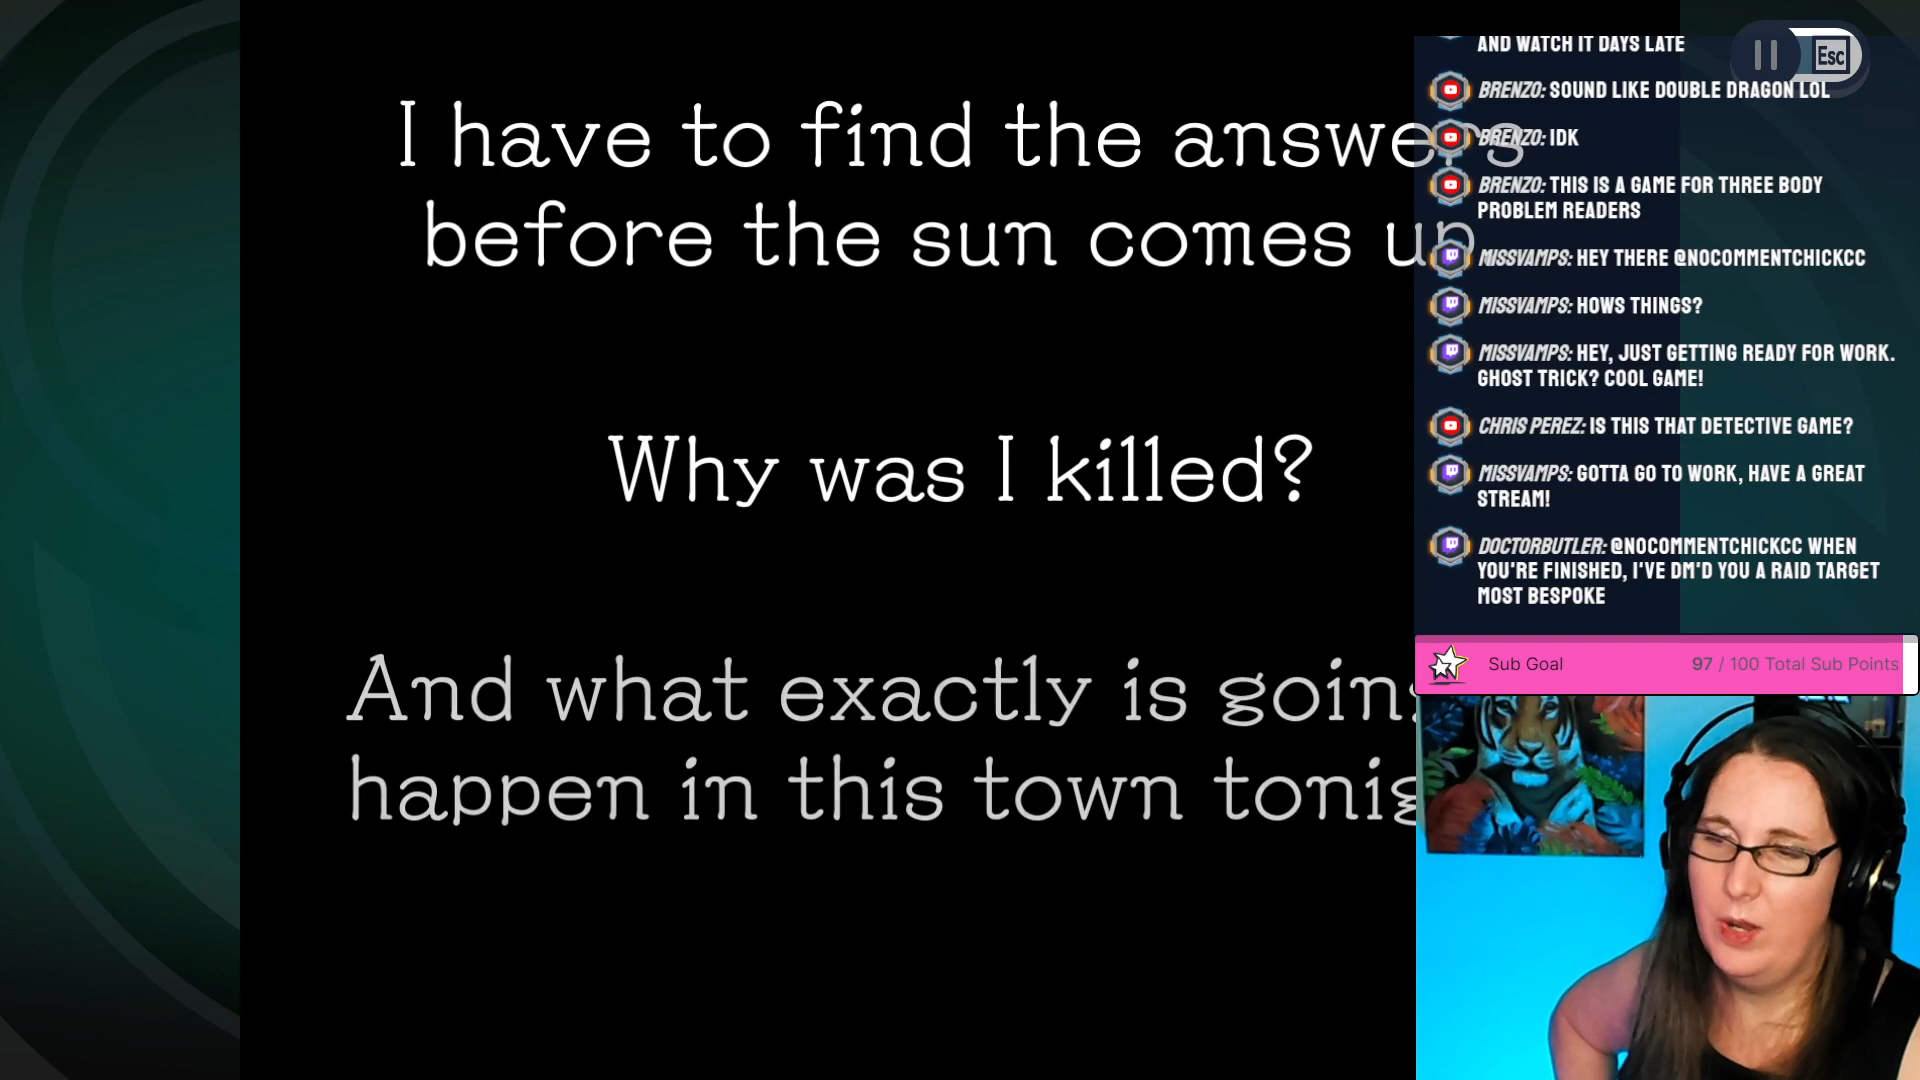 I have to find the answers
before the sun comes up
Why was I killed?
And what exactly is
happen in this town
Esc
AND WATCH IT DAYS LATE
BRENZO: SOUND LIKE DOUBLE DRAGON LOL
BRENZO: IDK
BRENZO: THIS IS A GAME FOR THREE BODY
PROBLEM READERS
MISSVAMPS: HEY THERE @NOCOMMENTCHICKCC
MISSVAMPS: HOWS THINGS?
MISSVAMPS: HEY, JUST GETTING READY FOR WORK.
GHOST TRICK? COOL GAME!
CHRIS PEREZ: IS THIS THAT DETECTIVE GAME?
MISSVAMPS: GOTTA GO TO WORK, HAVE A GREAT
STREAM!
DOCTORBUTLER: @NOCOMMENTCHICKCC WHEN
YOU'RE FINISHED, I'VE DM'D YOU A RAID TARGET
MOST BESPOKE
Sub Goal 97 / 100 Total Sub Points